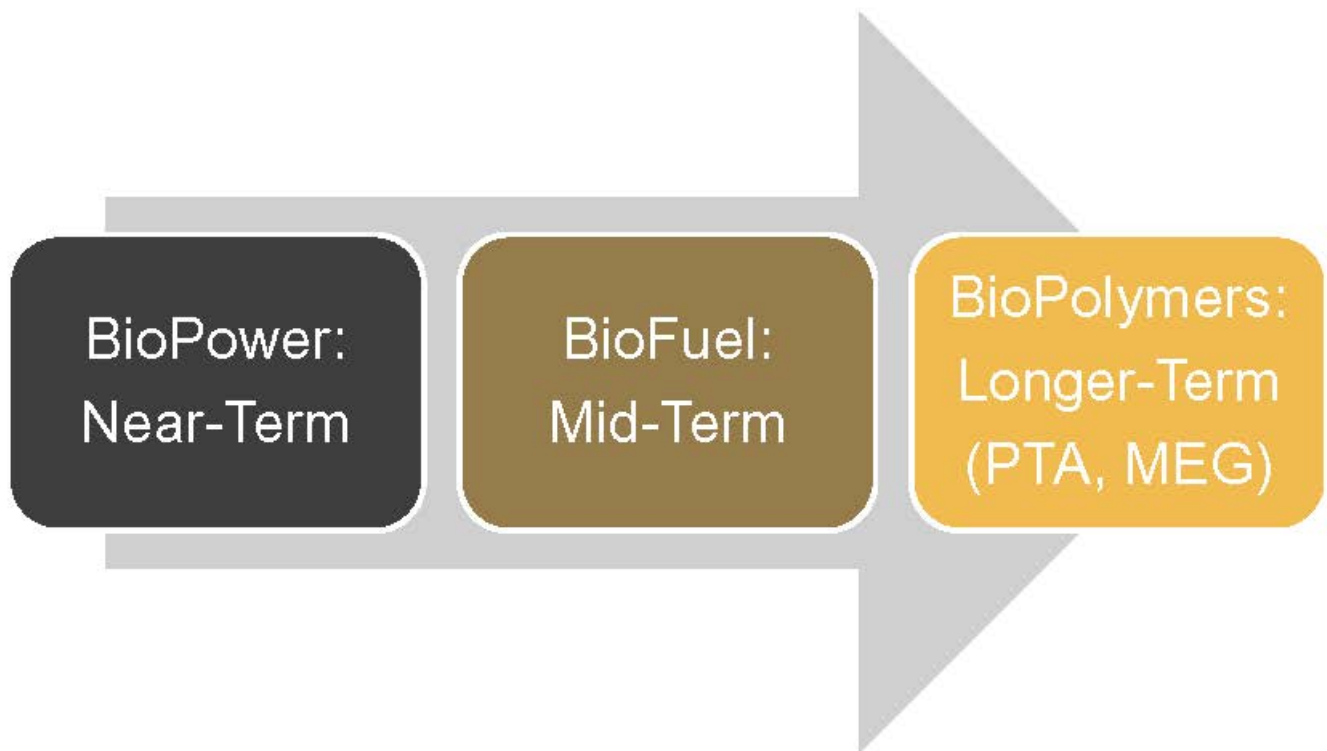 BioPower:
Near-Term
BioFuel:
Mid-Term
BioPolymers:
Longer-Term
(PTA, MEG)